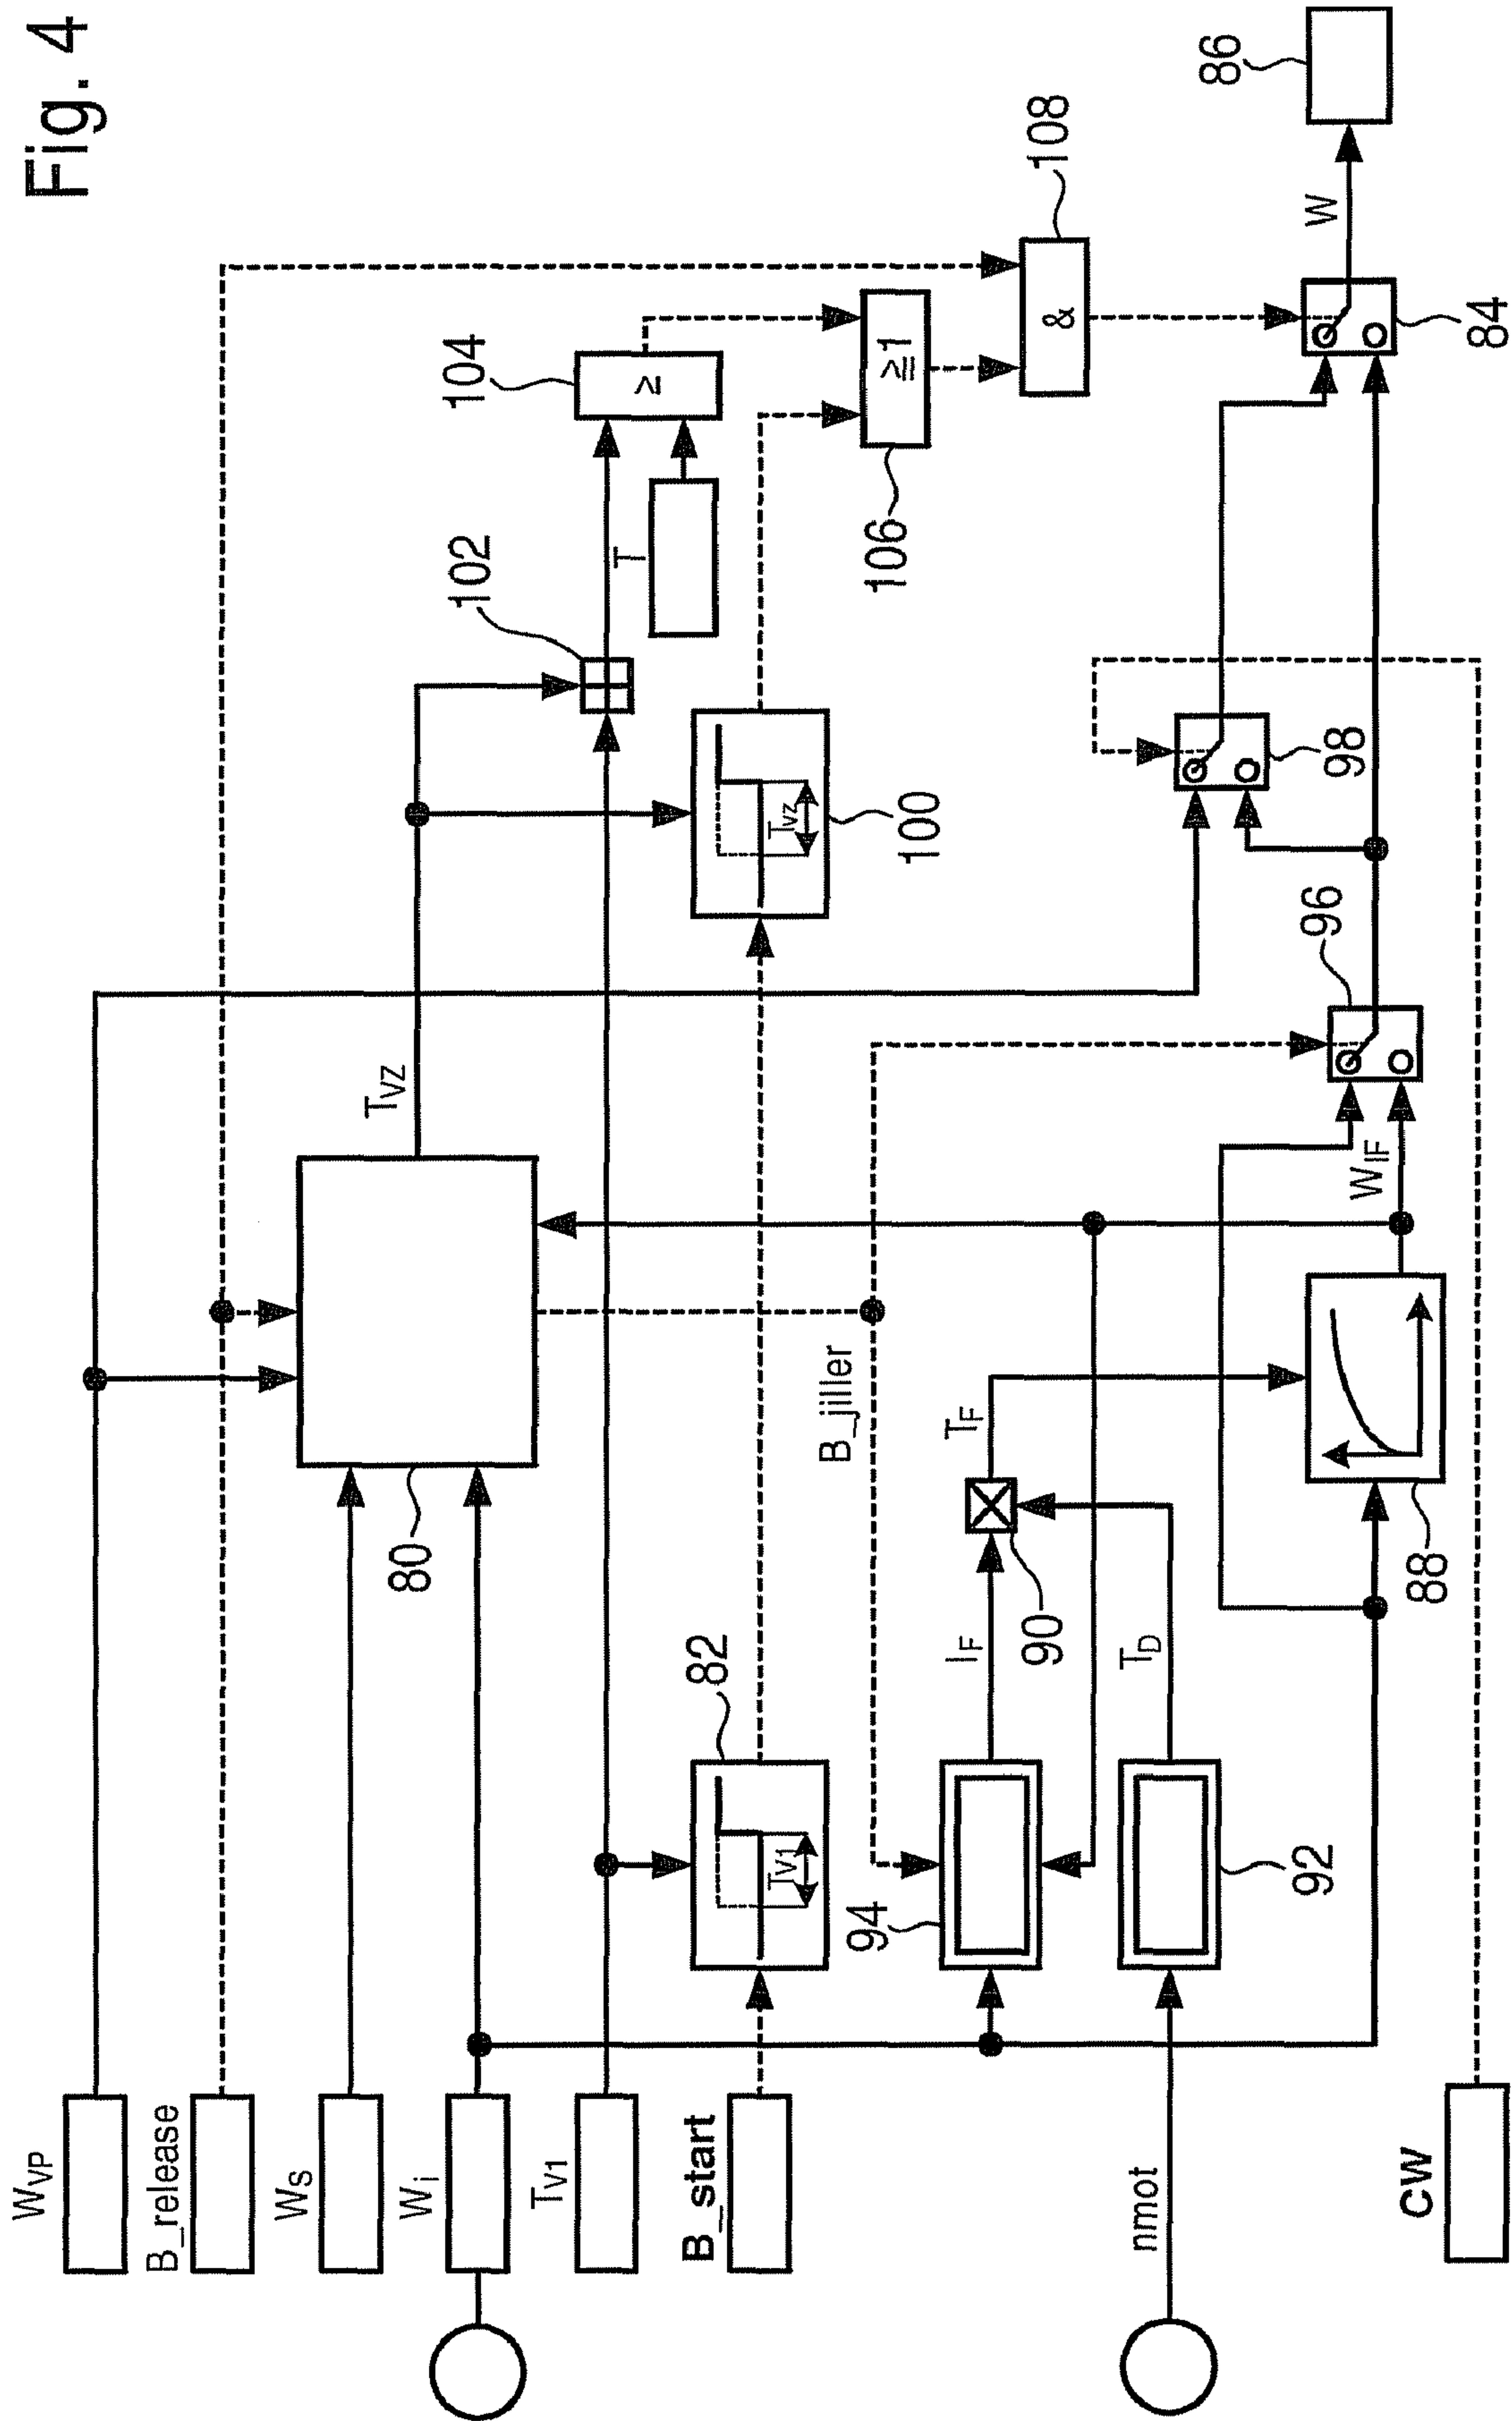 Fig. 4
W_VP
B_release
W_S
W_i
T_V1
B_start
nmot
CW
80
82
T_V1
94
92
I_F
T_D
90
T_F
B_jiller
88
W_IF
T_VZ
96
100
T_VZ
98
102
T
104
≥
106
≧1
108
&
84
W
86